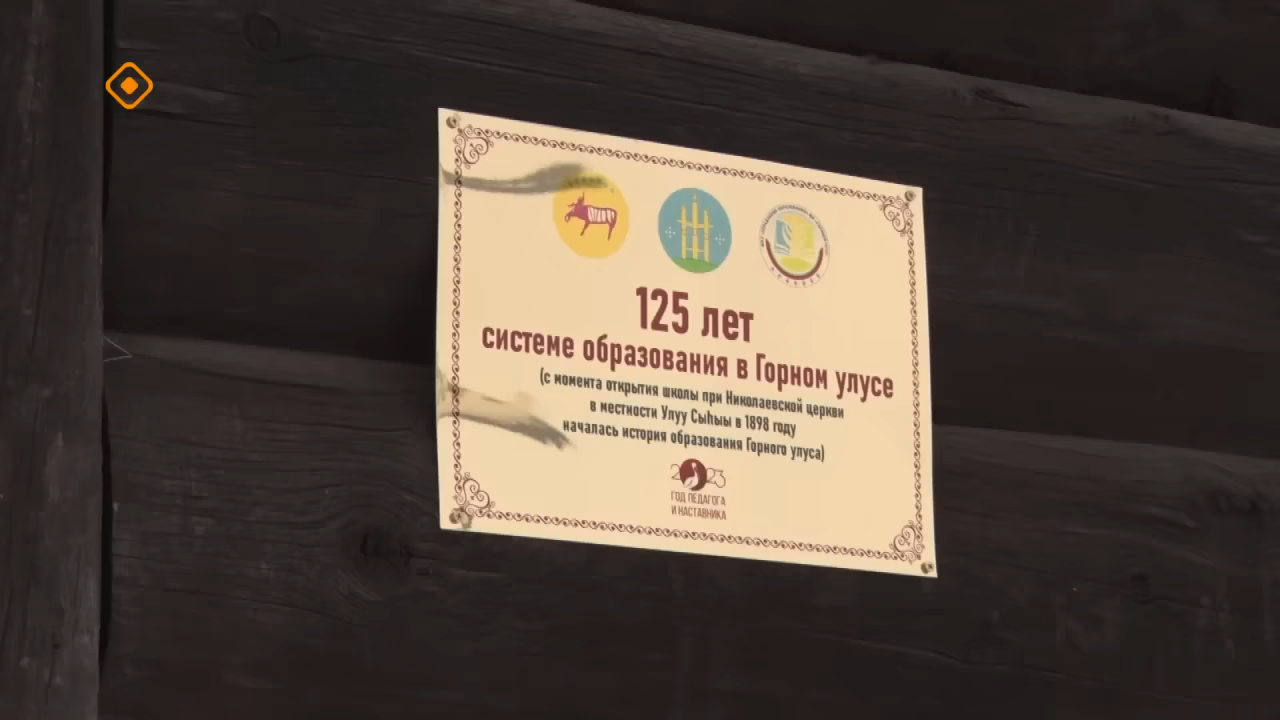 125 лет
системе образования в Горном улусе
(с момента открытия школы при Николаевской церкви
в местности Улуу Сыһыы в 1898 году
началась история образования Горного улуса)
2023
ГОД ПЕДАГОГА
И НАСТАВНИКА